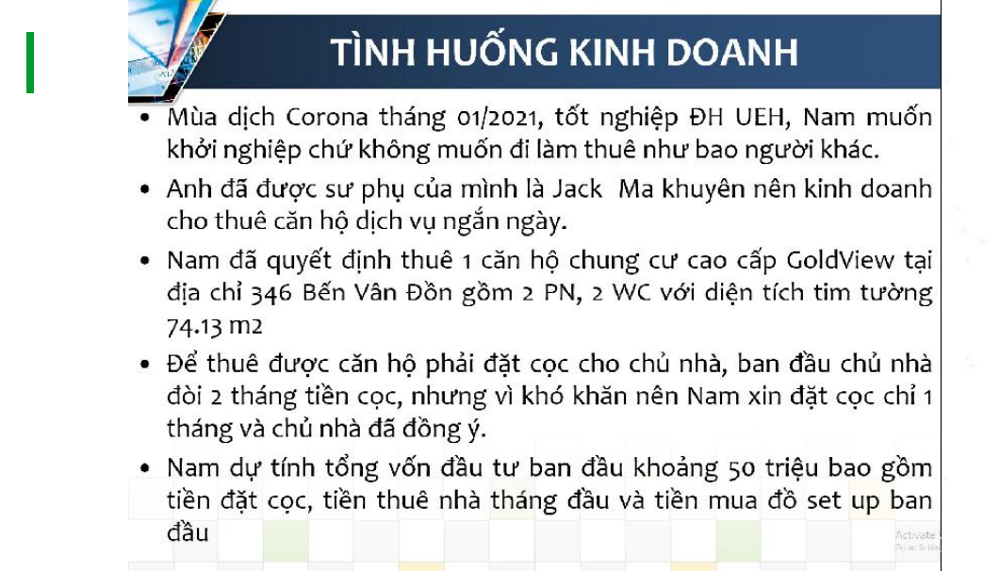 TÌNH HUỐNG KINH DOANH
• Mùa dịch Corona tháng 01/2021, tốt nghiệp ĐH UEH, Nam muốn
khởi nghiệp chứ không muốn đi làm thuê như bao người khác.
• Anh đã được sư phụ của mình là Jack Ma khuyên nên kinh doanh
cho thuê căn hộ dịch vụ ngắn ngày.
• Nam đã quyết định thuê 1 căn hộ chung cư cao cấp GoldView tại
địa chỉ 346 Bến Vân Đồn gồm 2 PN, 2 WC với diện tích tim tường
74.13 m2
• Để thuê được căn hộ phải đặt cọc cho chủ nhà, ban đầu chủ nhà
đòi 2 tháng tiền cọc, nhưng vì khó khăn nên Nam xin đặt cọc chỉ 1
tháng và chủ nhà đã đồng ý.
• Nam dự tính tổng vốn đầu tư ban đầu khoảng 50 triệu bao gồm
tiền đặt cọc, tiền thuê nhà tháng đầu và tiền mua đồ set up ban
đầu
Activate
Go to